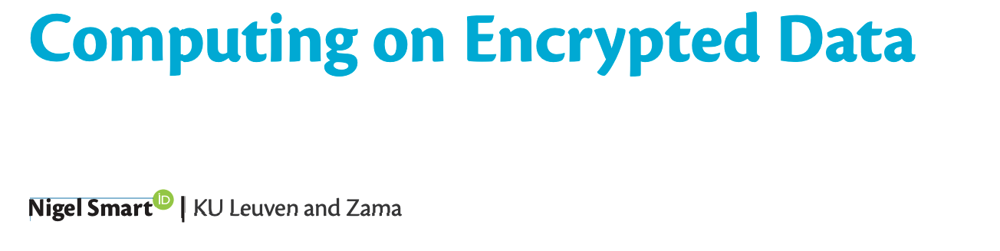 Computing on Encrypted Data
Nigel Smart iD | KU Leuven and Zama